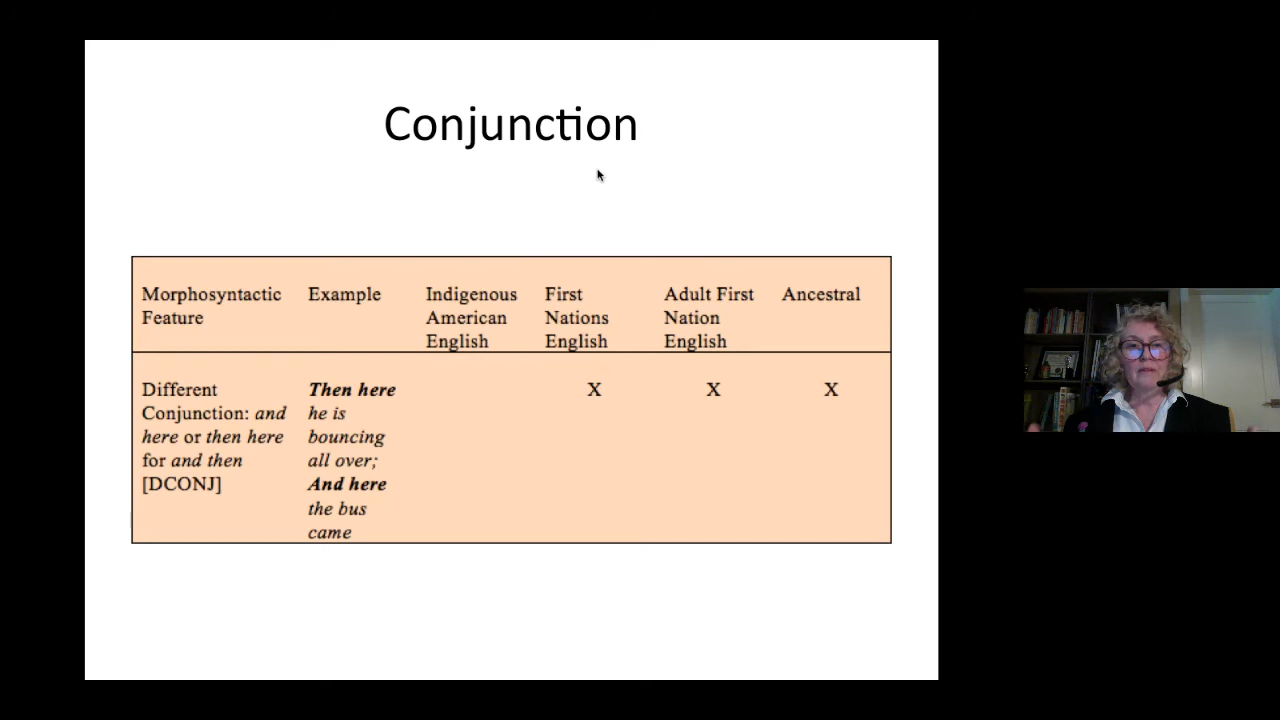 Conjunction
Morphosyntactic Feature
Example
Indigenous American English
First Nations English
Adult First Nation English
Ancestral
Different
Conjunction: and
here or then here
for and then
[DCONJ]
Then here
he is
bouncing
all over;
And here
the bus
came
X
X
X